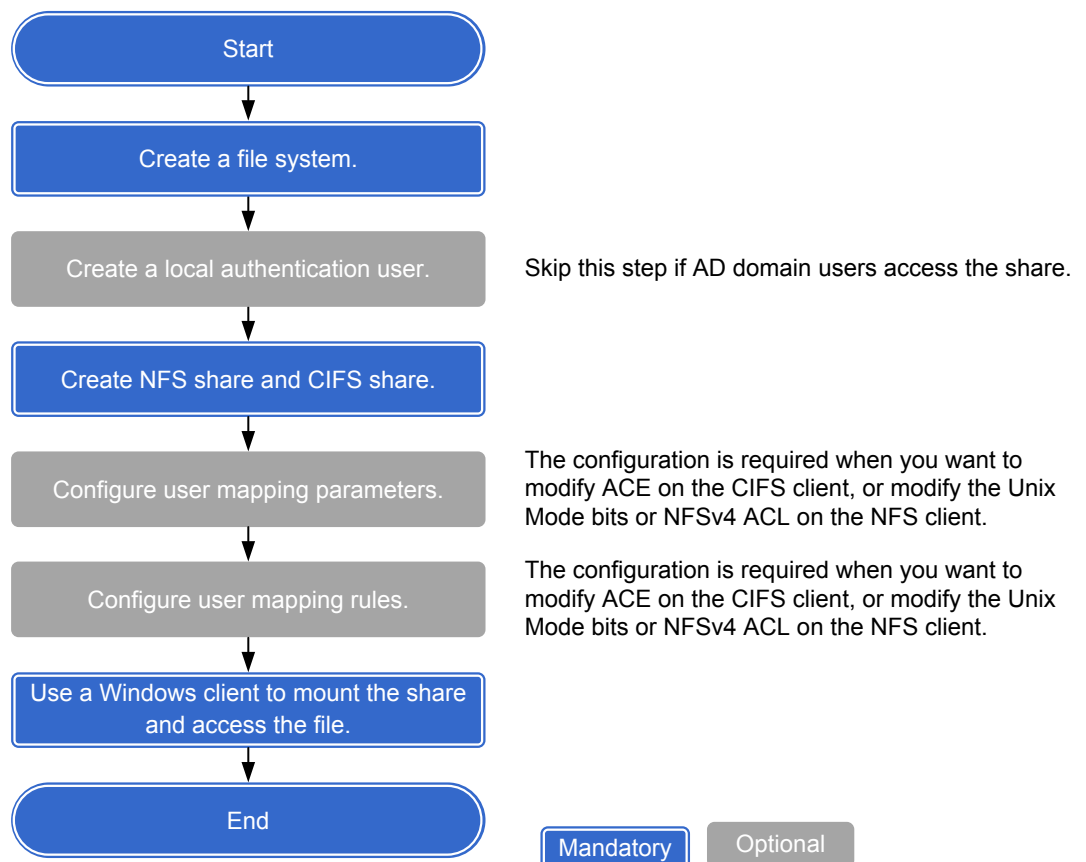 Start
Create a file system.
Create a local authentication user.
Skip this step if AD domain users access the share.
Create NFS share and CIFS share.
Configure user mapping parameters.
The configuration is required when you want to
modify ACE on the CIFS client, or modify the Unix
Mode bits or NFSv4 ACL on the NFS client.
Configure user mapping rules.
The configuration is required when you want to
modify ACE on the CIFS client, or modify the Unix
Mode bits or NFSv4 ACL on the NFS client.
Use a Windows client to mount the share
and access the file.
End
Mandatory
Optional